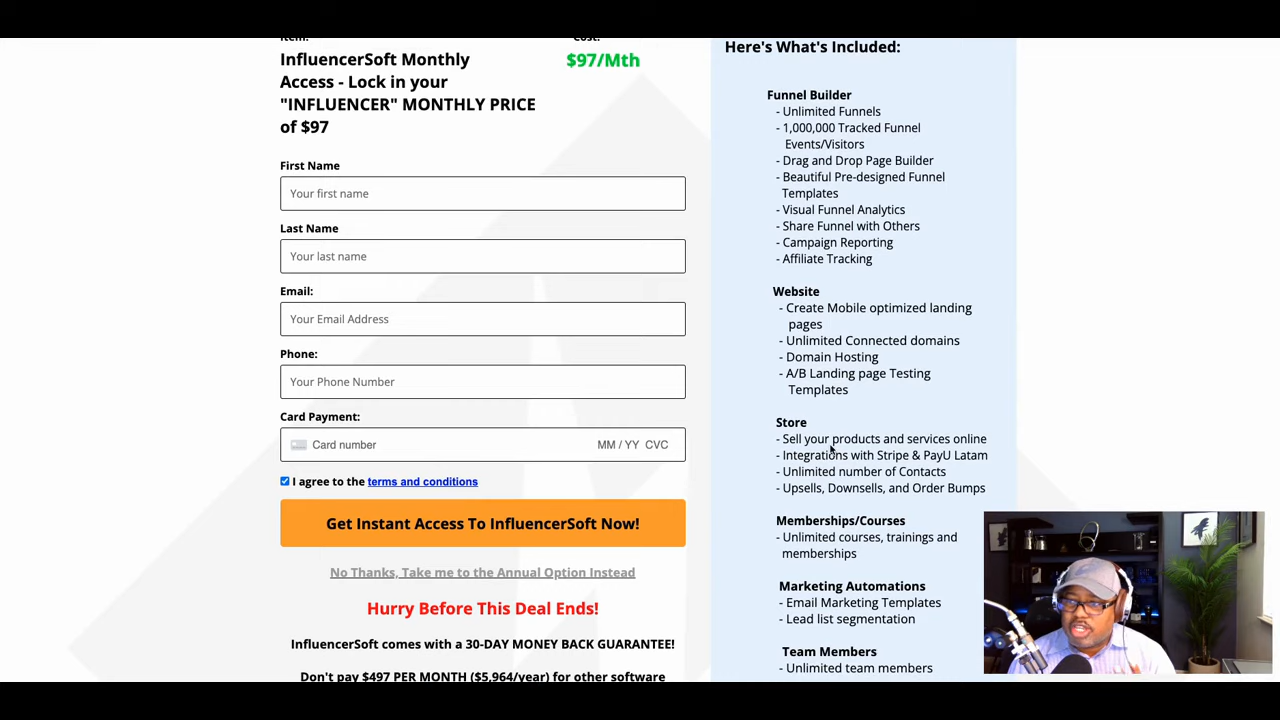 Item:
Cost:
InfluencerSoft Monthly
Access - Lock in your
"INFLUENCER" MONTHLY PRICE
of $97
$97/Mth
First Name
Your first name
Last Name
Your last name
Email:
Your Email Address
Phone:
Your Phone Number
Card Payment:
Card number
MM / YY CVC
I agree to the terms and conditions
Get Instant Access To InfluencerSoft Now!
No Thanks, Take me to the Annual Option Instead
Hurry Before This Deal Ends!
InfluencerSoft comes with a 30-DAY MONEY BACK GUARANTEE!
Don't pay $497 PER MONTH ($5,964/year) for other software
Here's What's Included:
Funnel Builder
- Unlimited Funnels
- 1,000,000 Tracked Funnel
Events/Visitors
- Drag and Drop Page Builder
- Beautiful Pre-designed Funnel
Templates
- Visual Funnel Analytics
- Share Funnel with Others
- Campaign Reporting
- Affiliate Tracking
Website
- Create Mobile optimized landing
pages
- Unlimited Connected domains
- Domain Hosting
- A/B Landing page Testing
Templates
Store
- Sell your products and services online
- Integrations with Stripe & PayU Latam
- Unlimited number of Contacts
- Upsells, Downsells, and Order Bumps
Memberships/Courses
- Unlimited courses, trainings and
memberships
Marketing Automations
- Email Marketing Templates
- Lead list segmentation
Team Members
- Unlimited team members